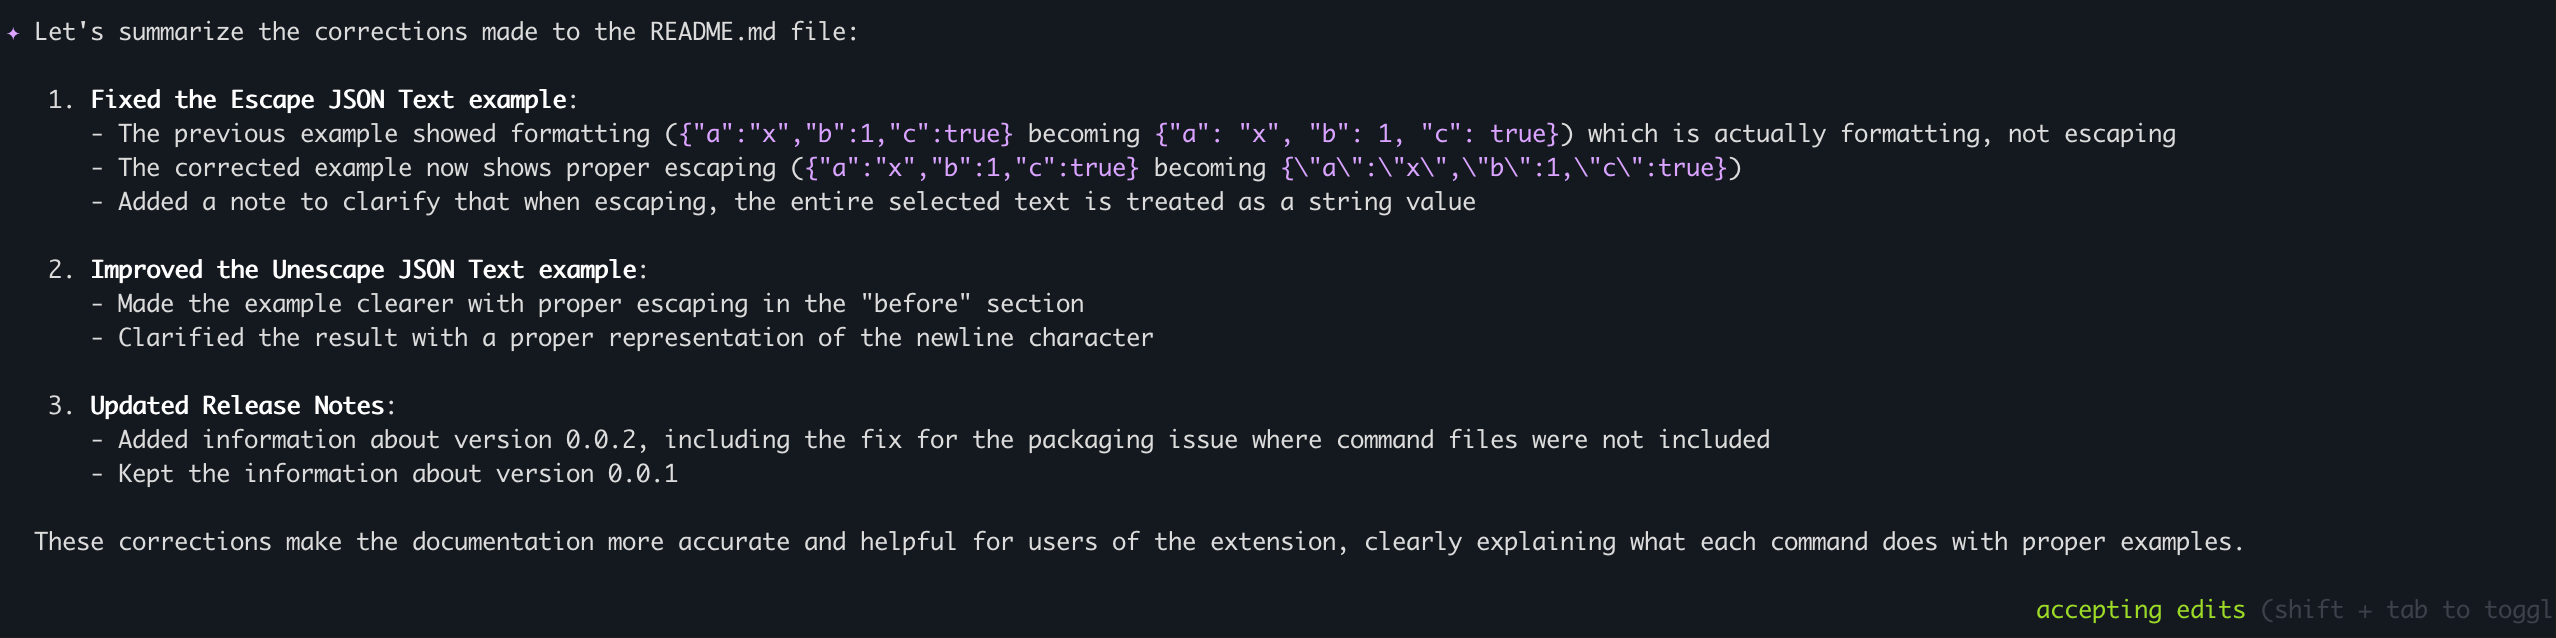 ✦ Let's summarize the corrections made to the README.md file:
1. Fixed the Escape JSON Text example:
- The previous example showed formatting ({"a":"x","b":1,"c":true} becoming {"a": "x", "b": 1, "c": true}) which is actually formatting, not escaping
- The corrected example now shows proper escaping ({"a":"x","b":1,"c":true} becoming {\"a\":\"x\",\"b\":1,\"c\":true})
- Added a note to clarify that when escaping, the entire selected text is treated as a string value
2. Improved the Unescape JSON Text example:
- Made the example clearer with proper escaping in the "before" section
- Clarified the result with a proper representation of the newline character
3. Updated Release Notes:
- Added information about version 0.0.2, including the fix for the packaging issue where command files were not included
- Kept the information about version 0.0.1
These corrections make the documentation more accurate and helpful for users of the extension, clearly explaining what each command does with proper examples.
accepting edits (shift + tab to toggl